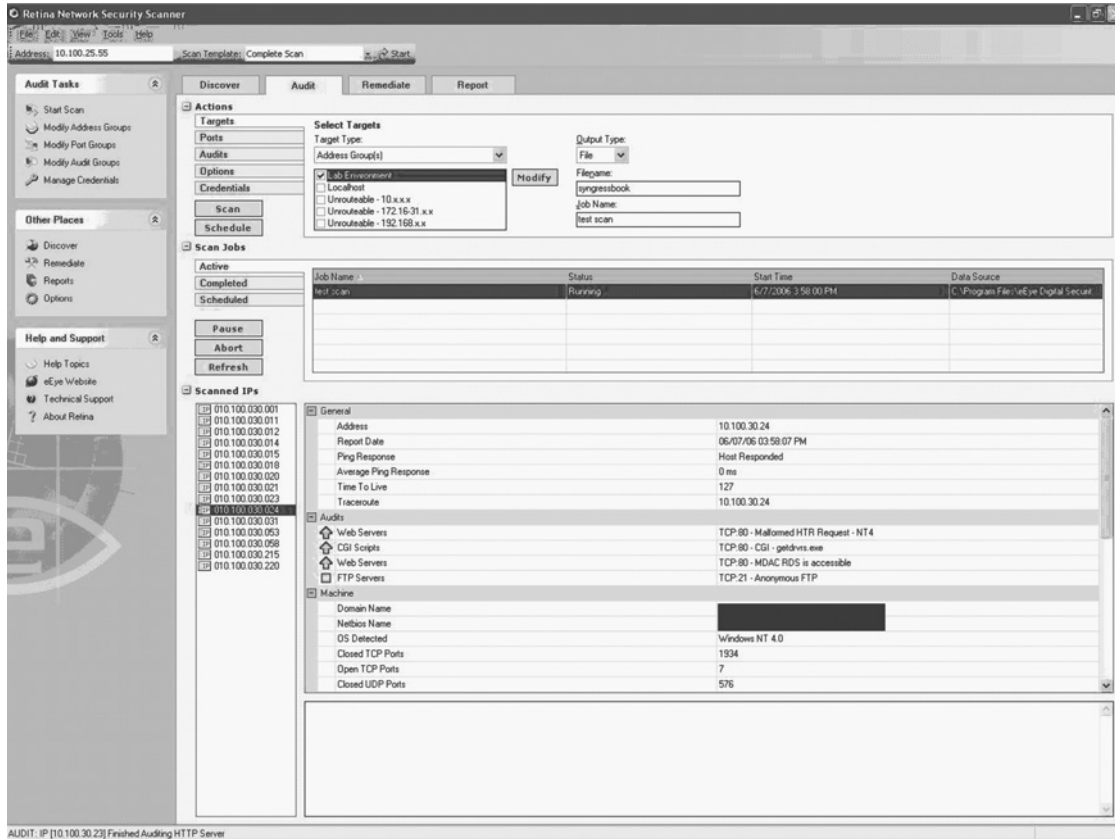 Retina Network Security Scanner
File Edit View Tools Help
Address: 10.100.25.55 Scan Template: Complete Scan Start
Audit Tasks
Start Scan
Modify Address Groups
Modify Port Groups
Modify Audit Groups
Manage Credentials
Other Places
Discover
Remediate
Reports
Options
Help and Support
Help Topics
eEye Website
Technical Support
About Retina
Discover Audit Remediate Report
Actions
Targets
Ports
Audits
Options
Credentials
Scan
Schedule
Select Targets
Target Type:
Address Group(s)
Lab Environment
Localhost
Unrouteable - 10.x.x.x
Unrouteable - 172.16-31.x.x
Unrouteable - 192.168.x.x
Modify
Output Type:
File
Filename:
syngressbook
Job Name:
test scan
Scan Jobs
Active
Completed
Scheduled
Pause
Abort
Refresh
Job Name Status Start Time Data Source
test scan Running 6/7/2006 3:58:00 PM C:\Program Files\eEye Digital Securit
Scanned IPs
010.100.030.001
010.100.030.011
010.100.030.012
010.100.030.014
010.100.030.015
010.100.030.018
010.100.030.020
010.100.030.021
010.100.030.023
010.100.030.024
010.100.030.031
010.100.030.053
010.100.030.058
010.100.030.215
010.100.030.220
General
Address 10.100.30.24
Report Date 06/07/06 03:58:07 PM
Ping Response Host Responded
Average Ping Response 0 ms
Time To Live 127
Traceroute 10.100.30.24
Audits
Web Servers TCP:80 - Malformed HTR Request - NT4
CGI Scripts TCP:80 - CGI - getdrvrs.exe
Web Servers TCP:80 - MDAC RDS is accessible
FTP Servers TCP:21 - Anonymous FTP
Machine
Domain Name
Netbios Name
OS Detected Windows NT 4.0
Closed TCP Ports 1934
Open TCP Ports 7
Closed UDP Ports 576
AUDIT: IP [10.100.30.23] Finished Auditing HTTP Server